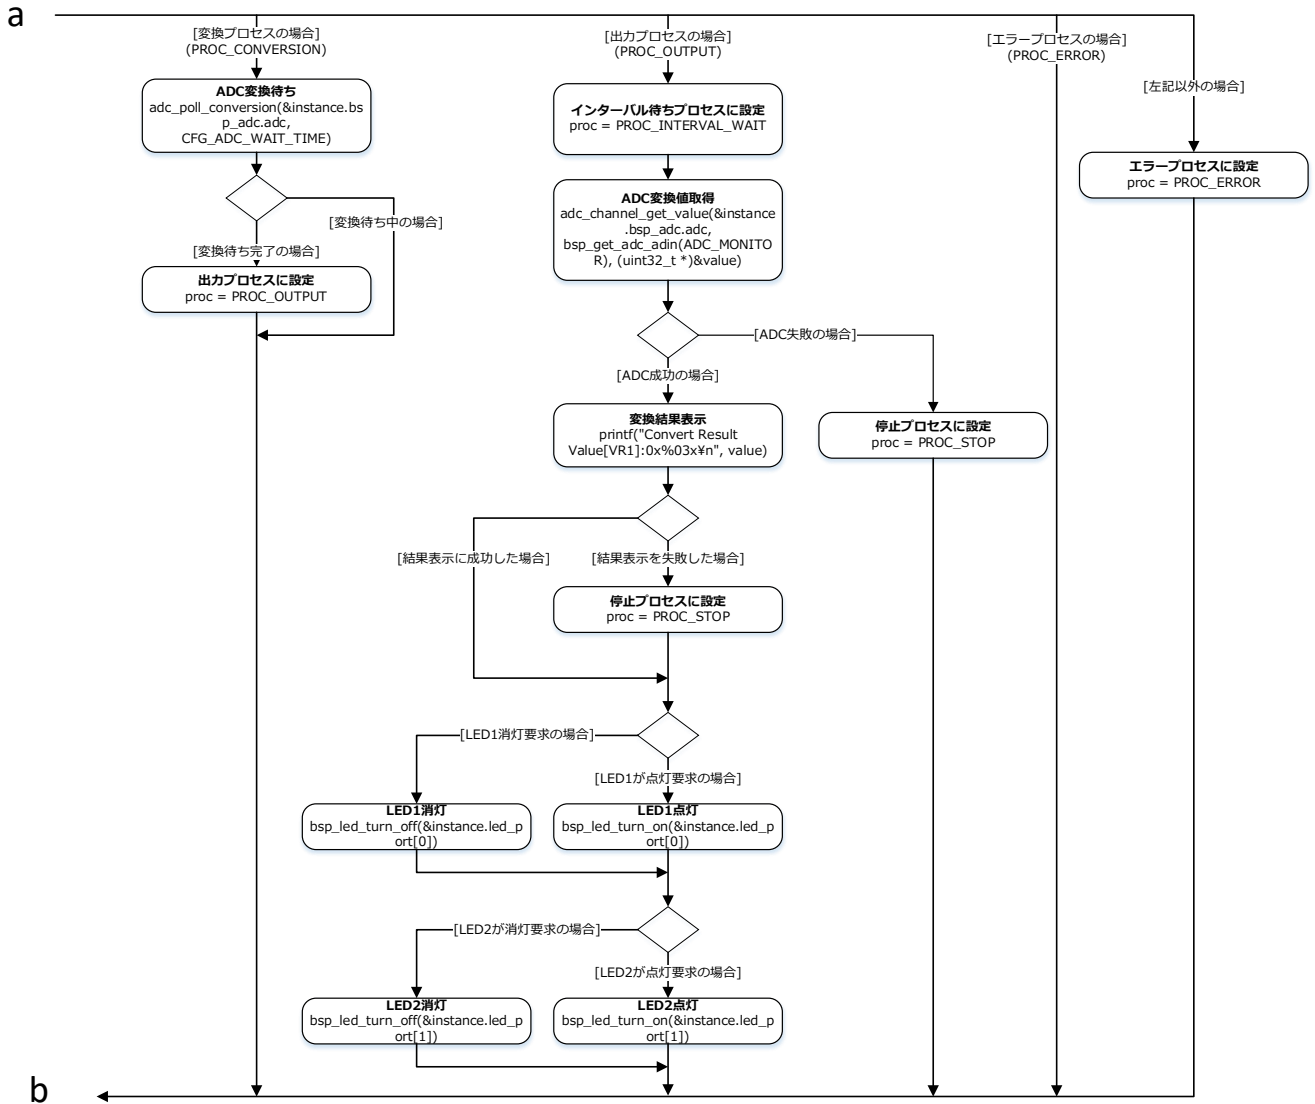 a
[変換プロセスの場合]
(PROC_CONVERSION)
[出力プロセスの場合]
(PROC_OUTPUT)
[エラープロセスの場合]
(PROC_ERROR)
[左記以外の場合]
ADC変換待ち
adc_poll_conversion(&instance.bs
p_adc.adc,
CFG_ADC_WAIT_TIME)
インターバル待ちプロセスに設定
proc = PROC_INTERVAL_WAIT
エラープロセスに設定
proc = PROC_ERROR
ADC変換値取得
adc_channel_get_value(&instance
.bsp_adc.adc,
bsp_get_adc_adin(ADC_MONITO
R), (uint32_t *)&value)
[変換待ち中の場合]
[変換待ち完了の場合]
出力プロセスに設定
proc = PROC_OUTPUT
[ADC失敗の場合]
[ADC成功の場合]
変換結果表示
printf("Convert Result
Value[VR1]:0x%03x¥n", value)
停止プロセスに設定
proc = PROC_STOP
[結果表示に成功した場合]
[結果表示を失敗した場合]
停止プロセスに設定
proc = PROC_STOP
[LED1消灯要求の場合]
[LED1が点灯要求の場合]
LED1消灯
bsp_led_turn_off(&instance.led_p
ort[0])
LED1点灯
bsp_led_turn_on(&instance.led_p
ort[0])
[LED2が消灯要求の場合]
[LED2が点灯要求の場合]
LED2消灯
bsp_led_turn_off(&instance.led_p
ort[1])
LED2点灯
bsp_led_turn_on(&instance.led_p
ort[1])
b